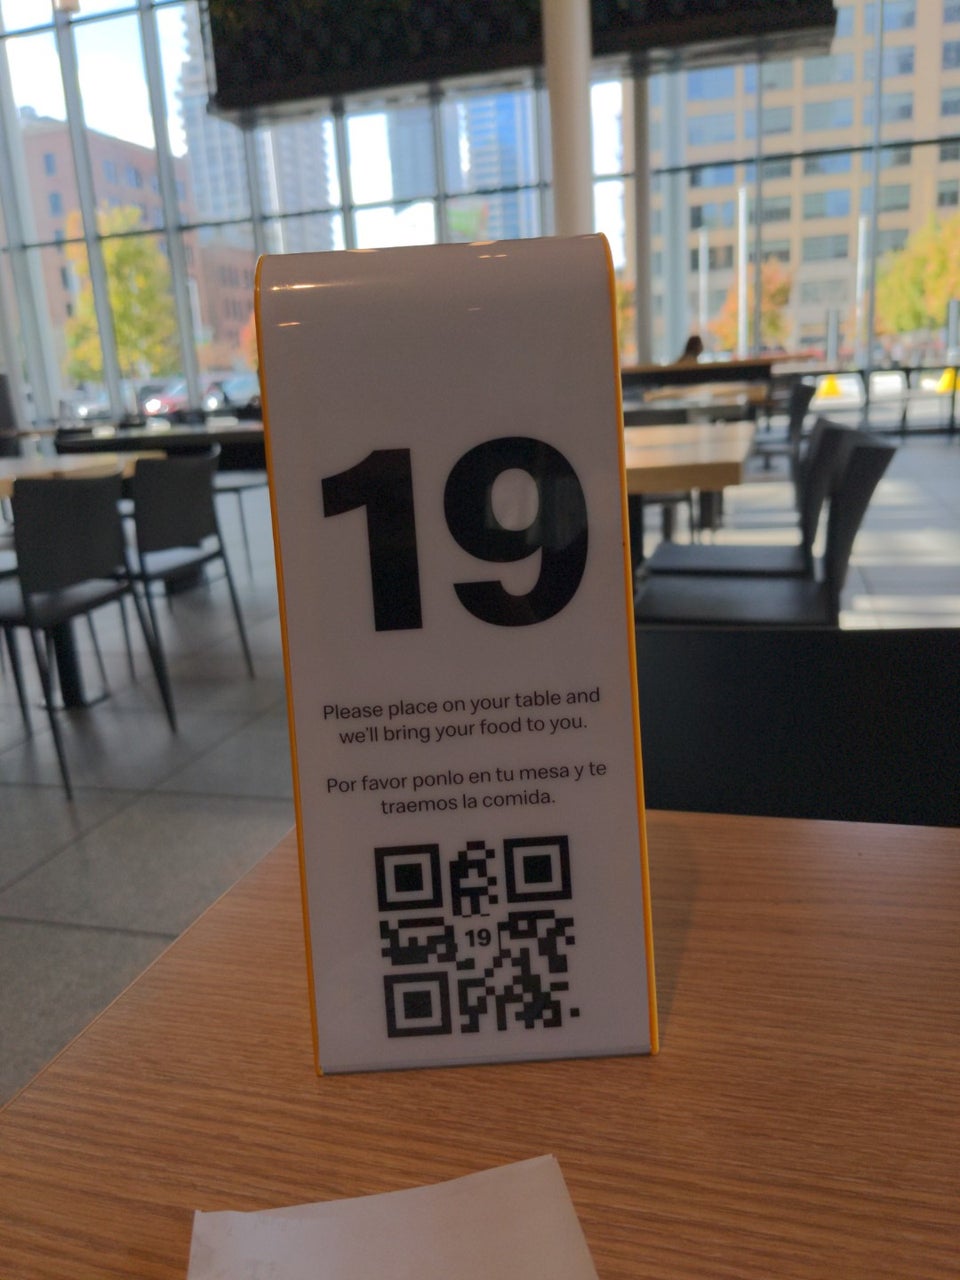 19
Please place on your table and
we'll bring your food to you.
Por favor ponlo en tu mesa y te
traemos la comida.
19